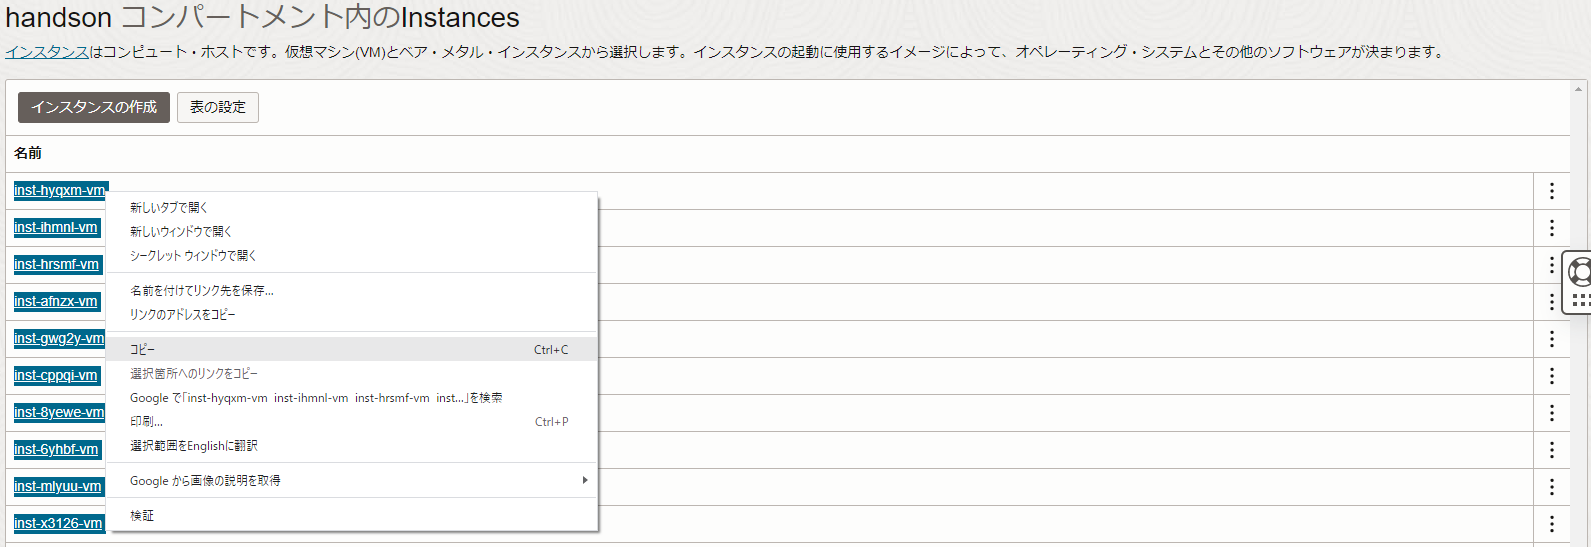 handson コンパートメント内のInstances
インスタンスはコンピュート・ホストです。仮想マシン(VM)とベア・メタル・インスタンスから選択します。インスタンスの起動に使用するイメージによって、オペレーティング・システムとその他のソフトウェアが決まります。
インスタンスの作成 表の設定
名前
inst-hyqxm-vm
inst-ihmnl-vm
inst-hrsmf-vm
inst-afnzx-vm
inst-gwg2y-vm
inst-cppqi-vm
inst-8yewe-vm
inst-6yhbf-vm
inst-mlyuu-vm
inst-x3126-vm
新しいタブで開く
新しいウィンドウで開く
シークレット ウィンドウで開く
名前を付けてリンク先を保存...
リンクのアドレスをコピー
コピー Ctrl+C
選択箇所へのリンクをコピー
Google で「inst-hyqxm-vm inst-ihmnl-vm inst-hrsmf-vm inst...」を検索
印刷... Ctrl+P
選択範囲をEnglishに翻訳
Google から画像の説明を取得
検証